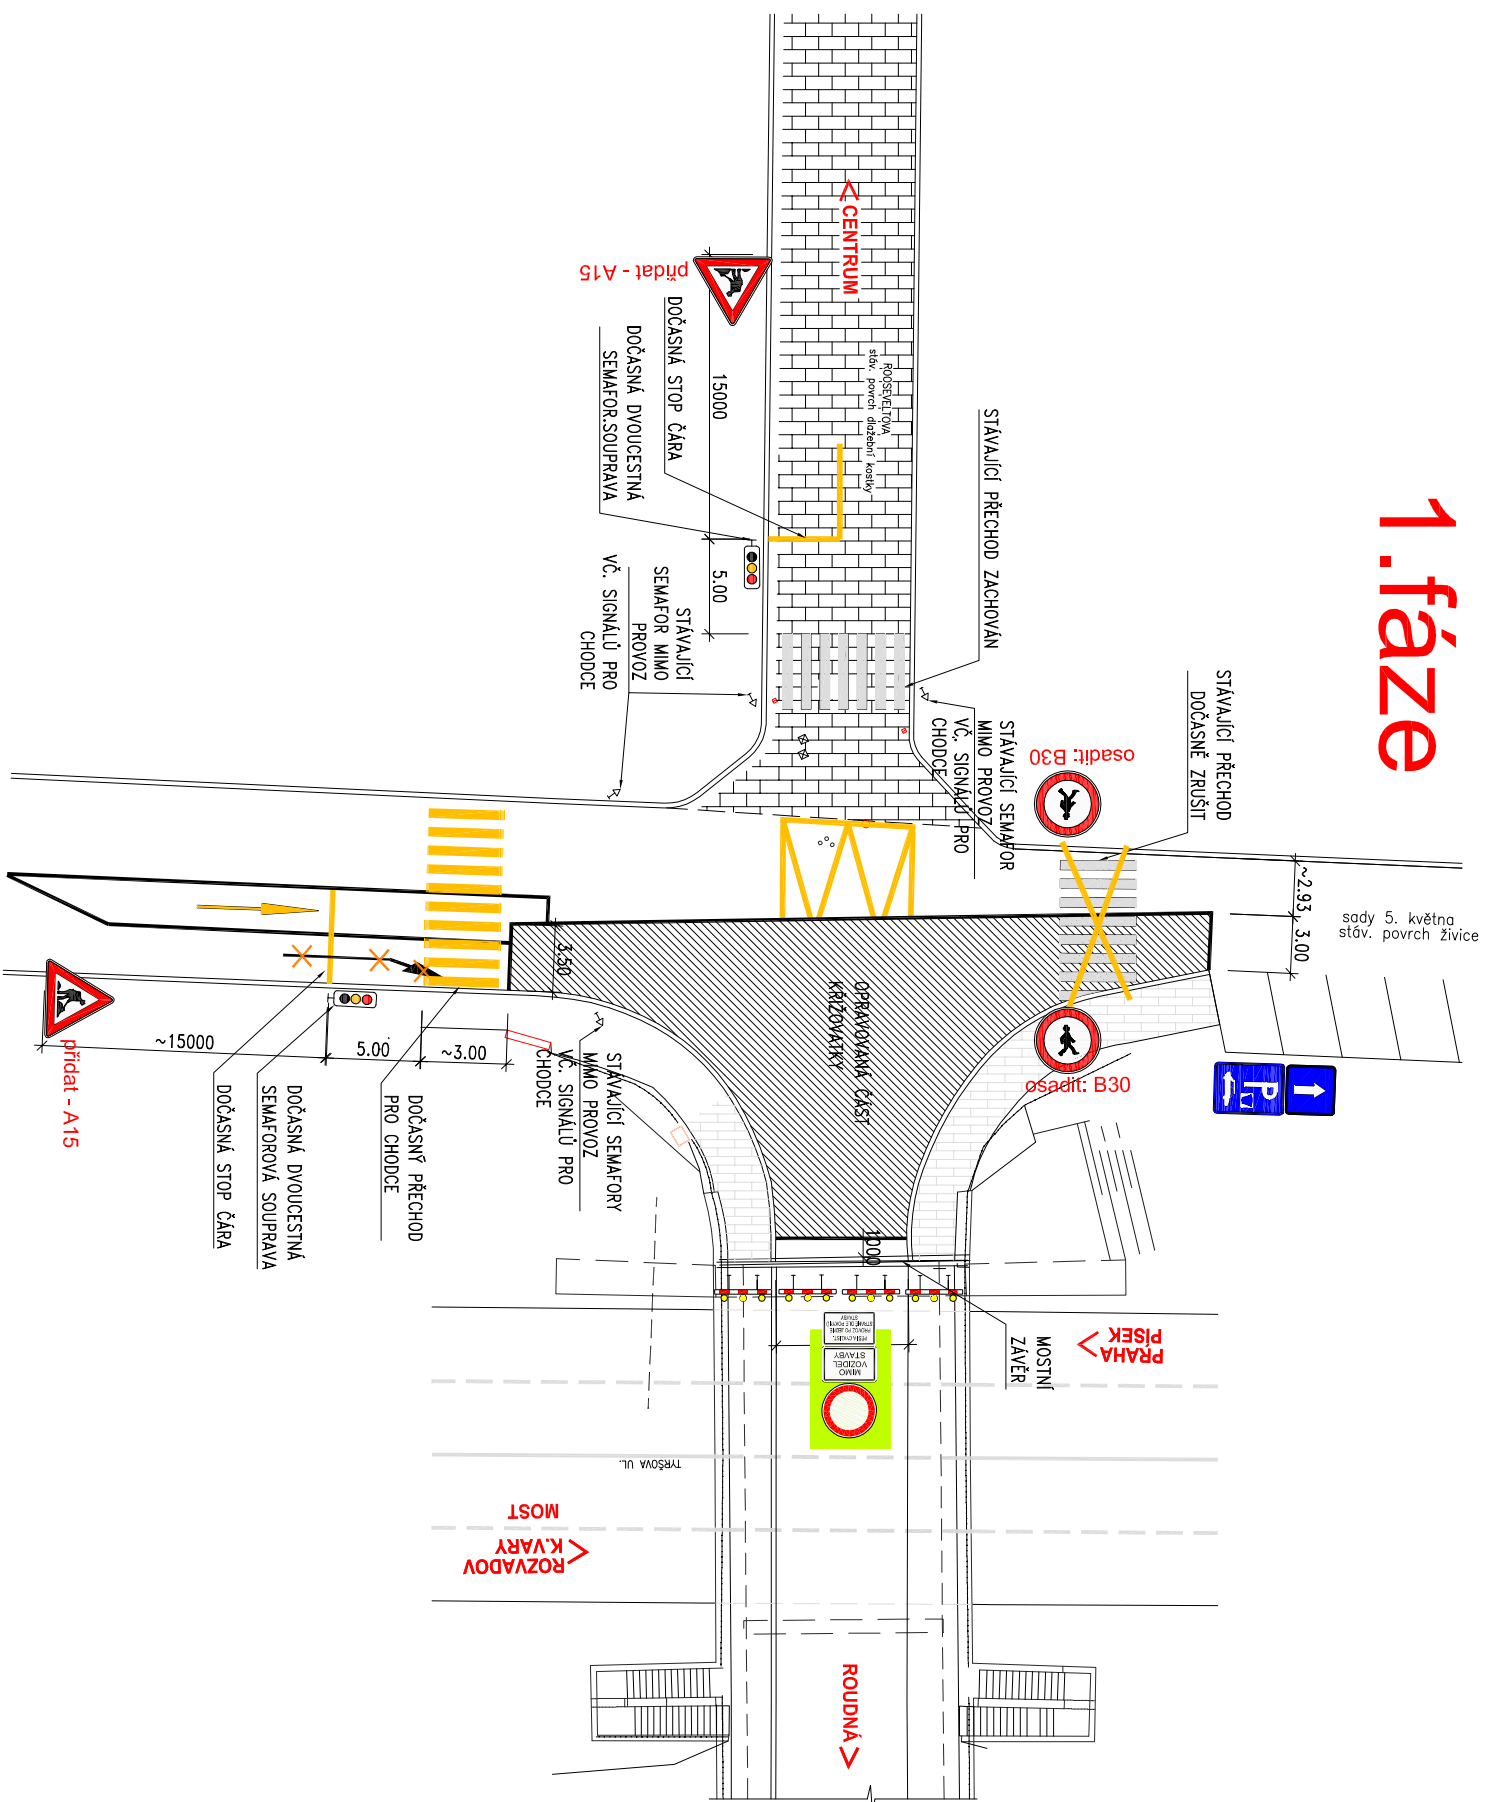 1.fáze
< CENTRUM
přidat - A15
15000
DOČASNÁ STOP ČÁRA
DOČASNÁ DVOUCESTNÁ
SEMAFOR.SOUPRAVA
ROOSEVELTOVA
stáv. povrch dlažební kostky
5.00
STÁVAJÍCÍ PŘECHOD ZACHOVÁN
STÁVAJÍCÍ
SEMAFOR MIMO
PROVOZ
VČ. SIGNÁLŮ PRO
CHODCE
STÁVAJÍCÍ SEMAFOR
MIMO PROVOZ
VČ. SIGNÁLŮ PRO
CHODCE
STÁVAJÍCÍ PŘECHOD
DOČASNĚ ZRUŠIT
osadit: B30
~2.93
3.00
sady 5. května
stáv. povrch živice
osadit: B30
P
3.50
OPRAVOVANÁ ČÁST
KŘIŽOVATKY
STÁVAJÍCÍ SEMAFORY
MIMO PROVOZ
VČ. SIGNÁLŮ PRO
CHODCE
~3.00
5.00
~15000
přidat - A15
DOČASNÝ PŘECHOD
PRO CHODCE
DOČASNÁ DVOUCESTNÁ
SEMAFOROVÁ SOUPRAVA
DOČASNÁ STOP ČÁRA
1000
MOSTNÍ
ZÁVĚR
PRAHA >
PÍSEK
MIMO
VOZIDEL
STAVBY
TYRŠOVA UL.
MOST
K.VARY
ROZVADOV <
ROUDNÁ >